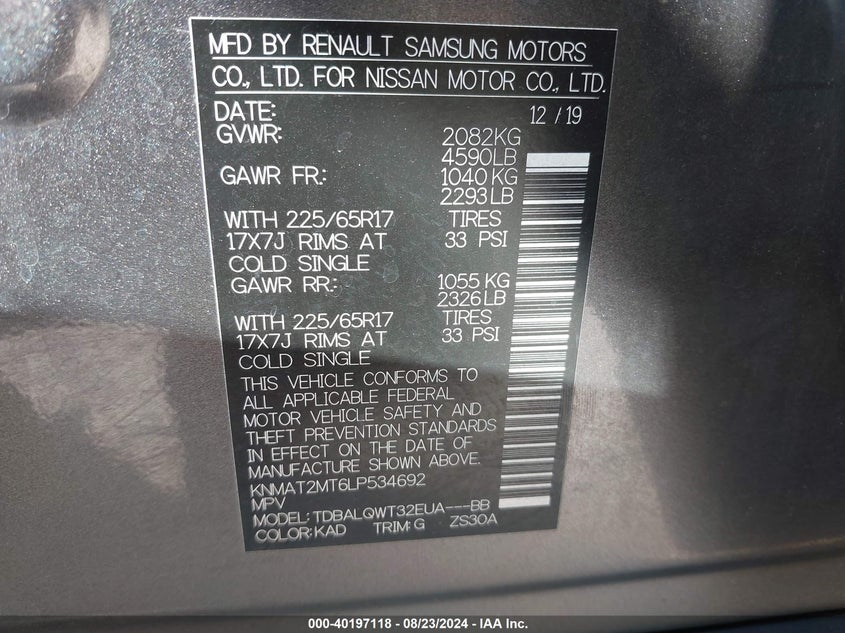 MFD BY RENAULT SAMSUNG MOTORS
CO., LTD. FOR NISSAN MOTOR CO., LTD.
DATE: 12 / 19
GVWR: 2082KG
4590LB
GAWR FR.: 1040 KG
2293 LB
WITH 225/65R17 TIRES
17X7J RIMS AT 33 PSI
COLD SINGLE
GAWR RR.: 1055 KG
2326 LB
WITH 225/65R17 TIRES
17X7J RIMS AT 33 PSI
COLD SINGLE
THIS VEHICLE CONFORMS TO
ALL APPLICABLE FEDERAL
MOTOR VEHICLE SAFETY AND
THEFT PREVENTION STANDARDS
IN EFFECT ON THE DATE OF
MANUFACTURE SHOWN ABOVE.
KNMAT2MT6LP534692
MPV
MODEL: TDBALQWT32EUA---BB
COLOR: KAD TRIM: G ZS30A
000-40197118 - 08/23/2024 - IAA Inc.